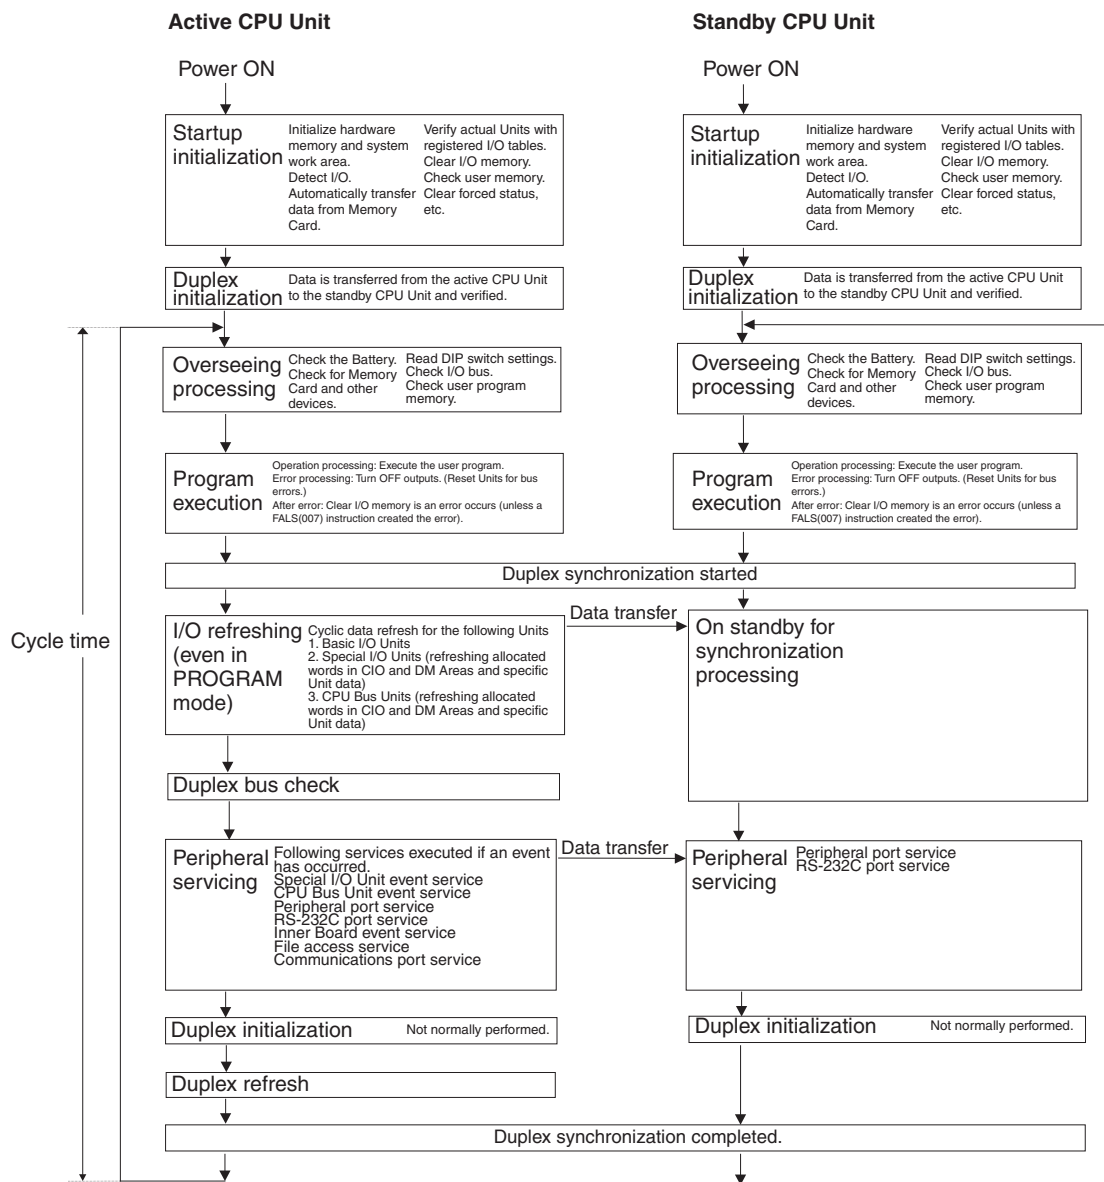 Active CPU Unit
Standby CPU Unit
Power ON
Power ON
Startup
initialization
Initialize hardware
memory and system
work area.
Detect I/O.
Automatically transfer
data from Memory
Card.
Verify actual Units with
registered I/O tables.
Clear I/O memory.
Check user memory.
Clear forced status,
etc.
Startup
initialization
Initialize hardware
memory and system
work area.
Detect I/O.
Automatically transfer
data from Memory
Card.
Verify actual Units with
registered I/O tables.
Clear I/O memory.
Check user memory.
Clear forced status,
etc.
Duplex
initialization
Data is transferred from the active CPU Unit
to the standby CPU Unit and verified.
Duplex
initialization
Data is transferred from the active CPU Unit
to the standby CPU Unit and verified.
Overseeing
processing
Check the Battery.
Check for Memory
Card and other
devices.
Read DIP switch settings.
Check I/O bus.
Check user program
memory.
Overseeing
processing
Check the Battery.
Check for Memory
Card and other
devices.
Read DIP switch settings.
Check I/O bus.
Check user program
memory.
Program
execution
Operation processing: Execute the user program.
Error processing: Turn OFF outputs. (Reset Units for bus
errors.)
After error: Clear I/O memory is an error occurs (unless a
FALS(007) instruction created the error).
Program
execution
Operation processing: Execute the user program.
Error processing: Turn OFF outputs. (Reset Units for bus
errors.)
After error: Clear I/O memory is an error occurs (unless a
FALS(007) instruction created the error).
Duplex synchronization started
Cycle time
I/O refreshing
(even in
PROGRAM
mode)
Cyclic data refresh for the following Units
1. Basic I/O Units
2. Special I/O Units (refreshing allocated
words in CIO and DM Areas and specific
Unit data)
3. CPU Bus Units (refreshing allocated
words in CIO and DM Areas and specific
Unit data)
Data transfer
On standby for
synchronization
processing
Duplex bus check
Peripheral
servicing
Following services executed if an event
has occurred.
Special I/O Unit event service
CPU Bus Unit event service
Peripheral port service
RS-232C port service
Inner Board event service
File access service
Communications port service
Data transfer
Peripheral
servicing
Peripheral port service
RS-232C port service
Duplex initialization
Not normally performed.
Duplex initialization
Not normally performed.
Duplex refresh
Duplex synchronization completed.